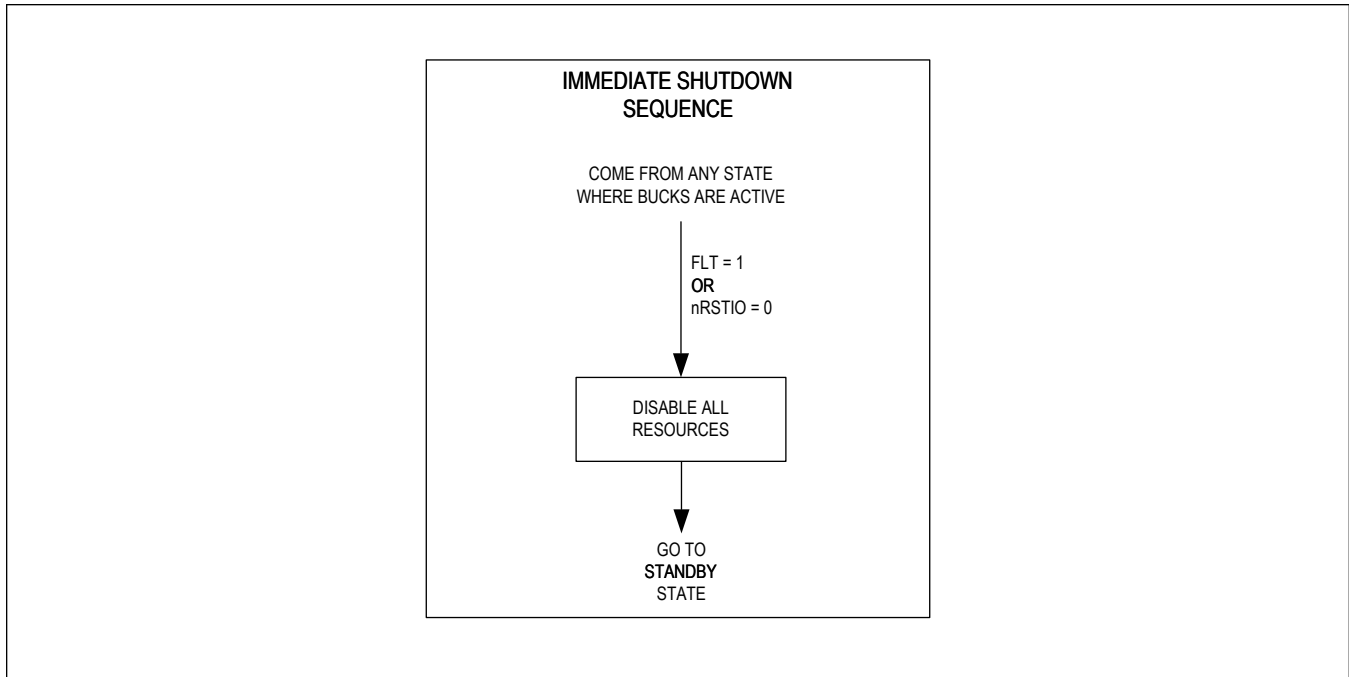 IMMEDIATE SHUTDOWN
SEQUENCE
COME FROM ANY STATE
WHERE BUCKS ARE ACTIVE
FLT = 1
OR
nRSTIO = 0
DISABLE ALL
RESOURCES
GO TO
STANDBY
STATE